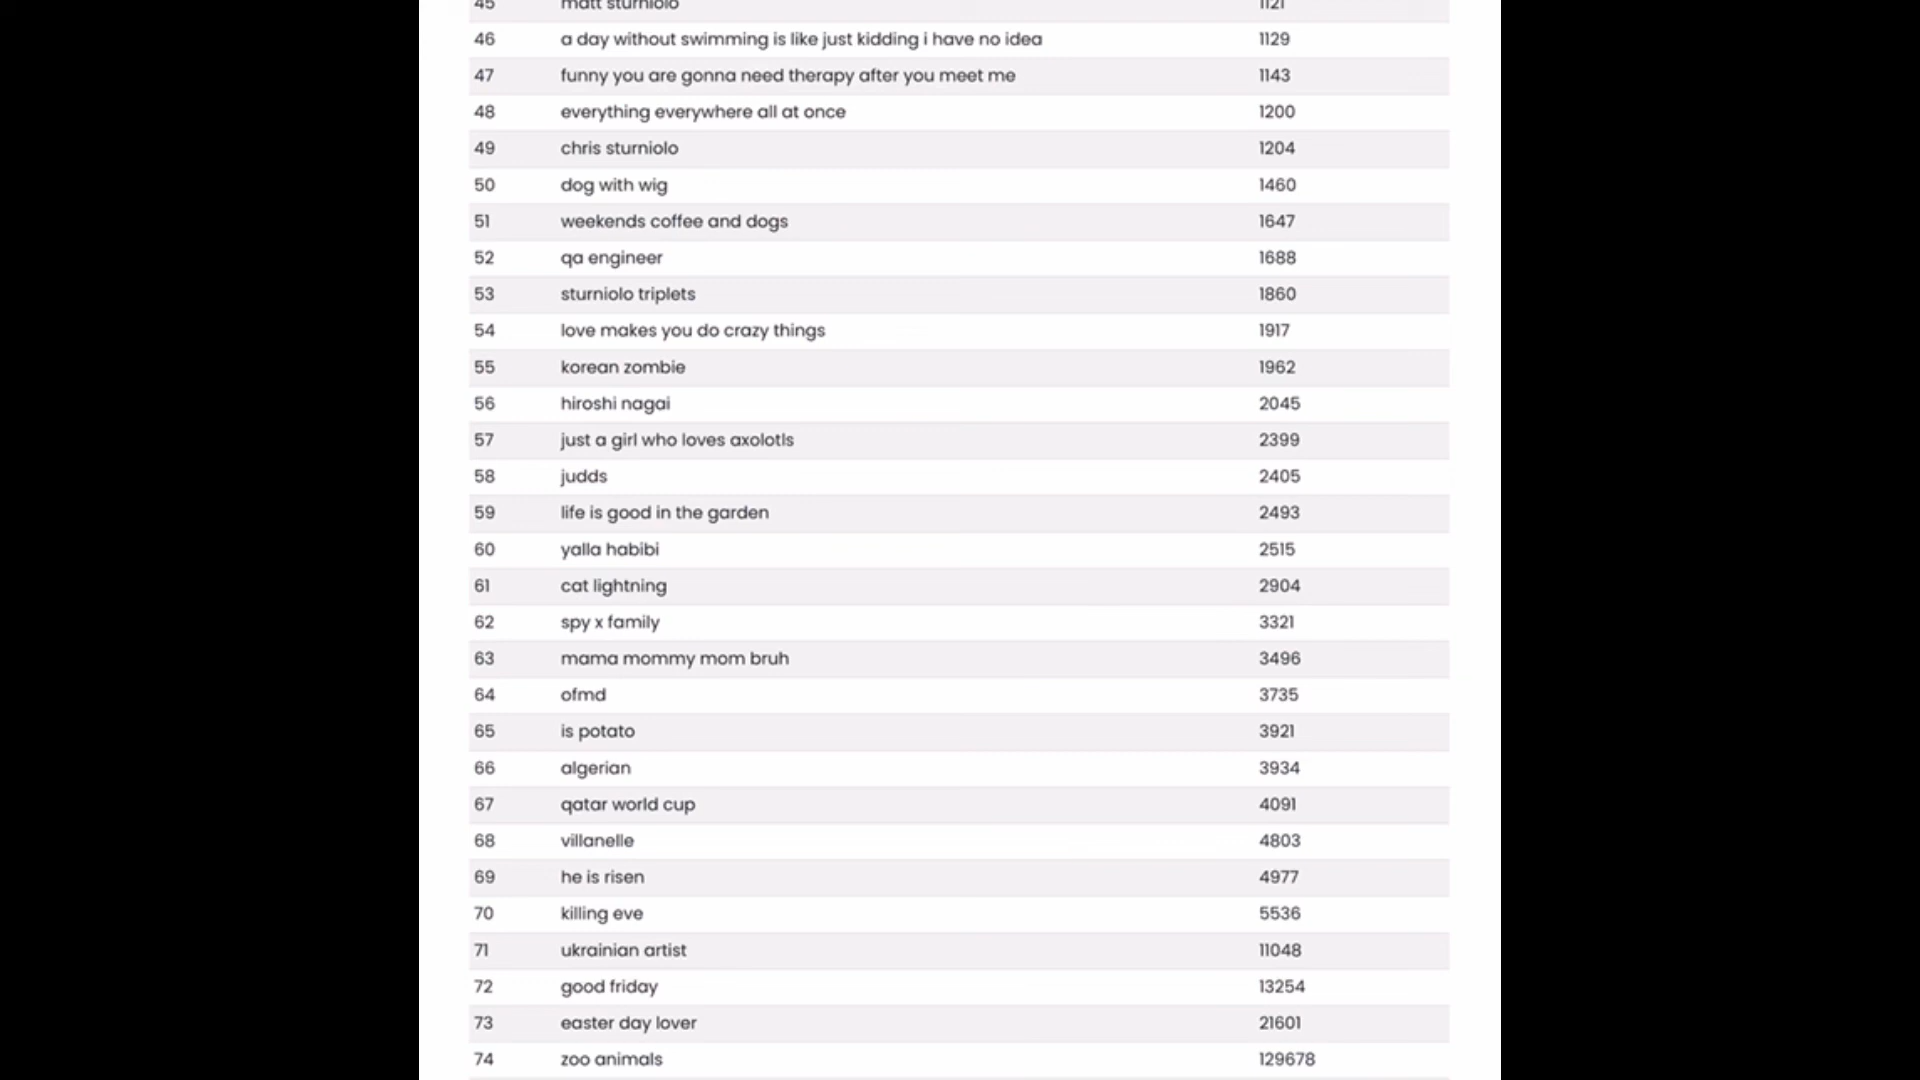 45 matt sturniolo 1121
46 a day without swimming is like just kidding i have no idea 1129
47 funny you are gonna need therapy after you meet me 1143
48 everything everywhere all at once 1200
49 chris sturniolo 1204
50 dog with wig 1460
51 weekends coffee and dogs 1647
52 qa engineer 1688
53 sturniolo triplets 1860
54 love makes you do crazy things 1917
55 korean zombie 1962
56 hiroshi nagai 2045
57 just a girl who loves axolotls 2399
58 judds 2405
59 life is good in the garden 2493
60 yalla habibi 2515
61 cat lightning 2904
62 spy x family 3321
63 mama mommy mom bruh 3496
64 ofmd 3735
65 is potato 3921
66 algerian 3934
67 qatar world cup 4091
68 villanelle 4803
69 he is risen 4977
70 killing eve 5536
71 ukrainian artist 11048
72 good friday 13254
73 easter day lover 21601
74 zoo animals 129678